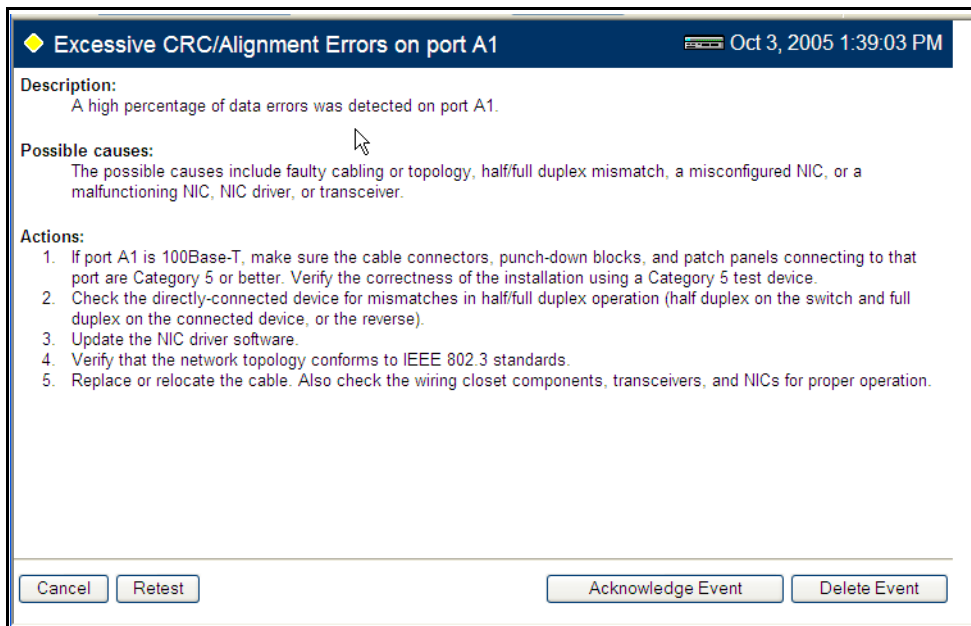 Excessive CRC/Alignment Errors on port A1
Oct 3, 2005 1:39:03 PM
Description:
A high percentage of data errors was detected on port A1.
Possible causes:
The possible causes include faulty cabling or topology, half/full duplex mismatch, a misconfigured NIC, or a
malfunctioning NIC, NIC driver, or transceiver.
Actions:
1. If port A1 is 100Base-T, make sure the cable connectors, punch-down blocks, and patch panels connecting to that
port are Category 5 or better. Verify the correctness of the installation using a Category 5 test device.
2. Check the directly-connected device for mismatches in half/full duplex operation (half duplex on the switch and full
duplex on the connected device, or the reverse).
3. Update the NIC driver software.
4. Verify that the network topology conforms to IEEE 802.3 standards.
5. Replace or relocate the cable. Also check the wiring closet components, transceivers, and NICs for proper operation.
Cancel
Retest
Acknowledge Event
Delete Event